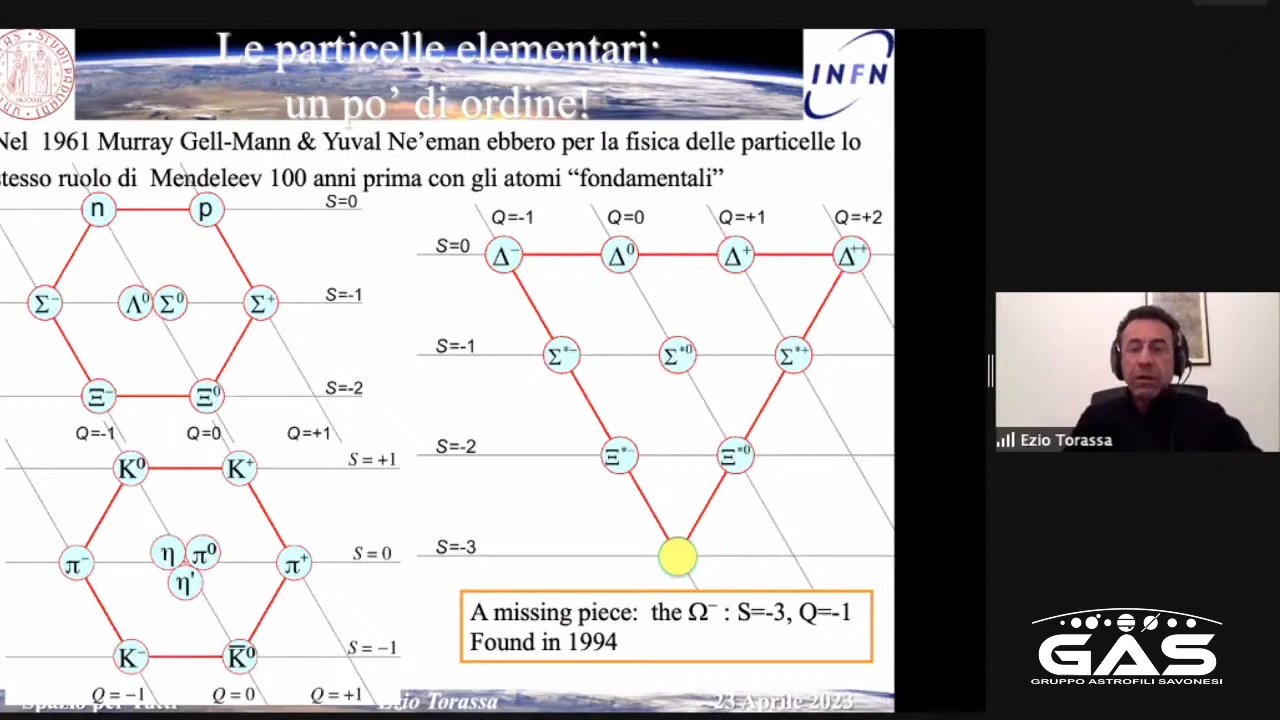 Le particelle elementari:
un po' di ordine!
INFN
Nel 1961 Murray Gell-Mann & Yuval Ne'eman ebbero per la fisica delle particelle lo
stesso ruolo di Mendeleev 100 anni prima con gli atomi “fondamentali”
n p S=0
Σ⁻ Λ⁰ Σ⁰ Σ⁺ S=-1
Ξ⁻ Ξ⁰ S=-2
Q=-1 Q=0 Q=+1
K⁰ K⁺ S = +1
π⁻ η π⁰ π⁺ S = 0
η'
K⁻ K̅⁰ S = −1
Q = −1 Q = 0 Q = +1
Q=-1 Q=0 Q=+1 Q=+2
S=0 Δ⁻ Δ⁰ Δ⁺ Δ⁺⁺
S=-1 Σ*⁻ Σ*⁰ Σ*⁺
S=-2 Ξ*⁻ Ξ*⁰
S=-3
A missing piece: the Ω⁻ : S=-3, Q=-1
Found in 1994
Spazio per Tutti Ezio Torassa 23 Aprile 2023
Ezio Torassa
GAS
GRUPPO ASTROFILI SAVONESI